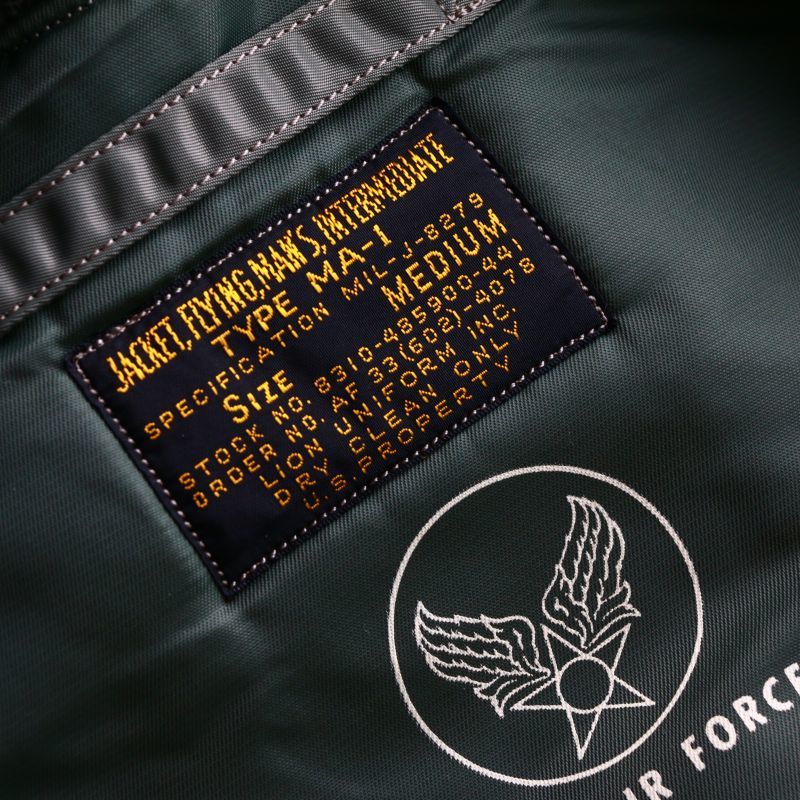 JACKET, FLYING, MAN'S, INTERMEDIATE
TYPE MA-1
SPECIFICATION MIL-J-8279
Size MEDIUM
STOCK NO. 8310-485900-441
ORDER NO. AF 33(602)-4078
LION UNIFORM INC.
DRY CLEAN ONLY
U.S. PROPERTY
FORCE